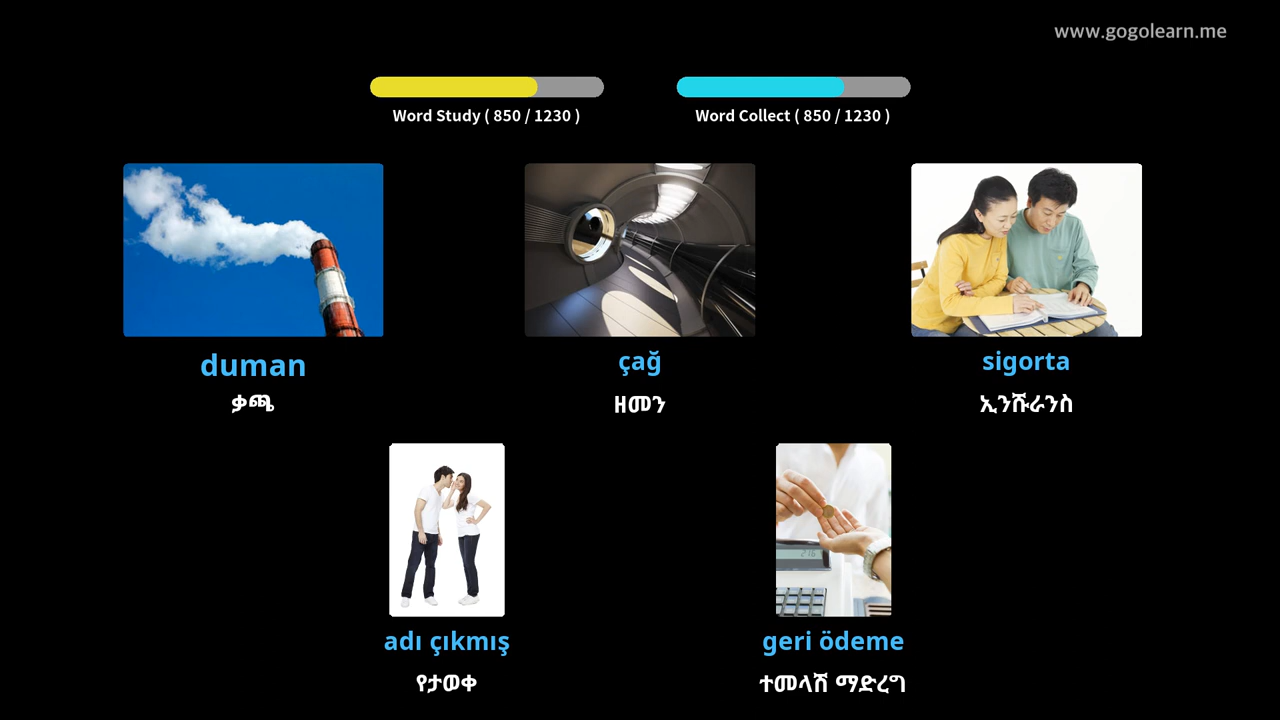 www.gogolearn.me
Word Study ( 850 / 1230 )
Word Collect ( 850 / 1230 )
duman
ቃጫ
çağ
ዘመን
sigorta
ኢንሹራንስ
adı çıkmış
የታወቀ
geri ödeme
ተመላሽ ማድረግ